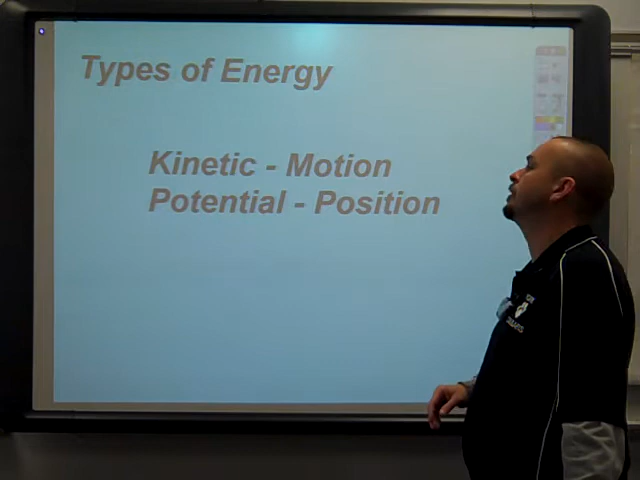 Types of Energy
Kinetic - Motion
Potential - Position